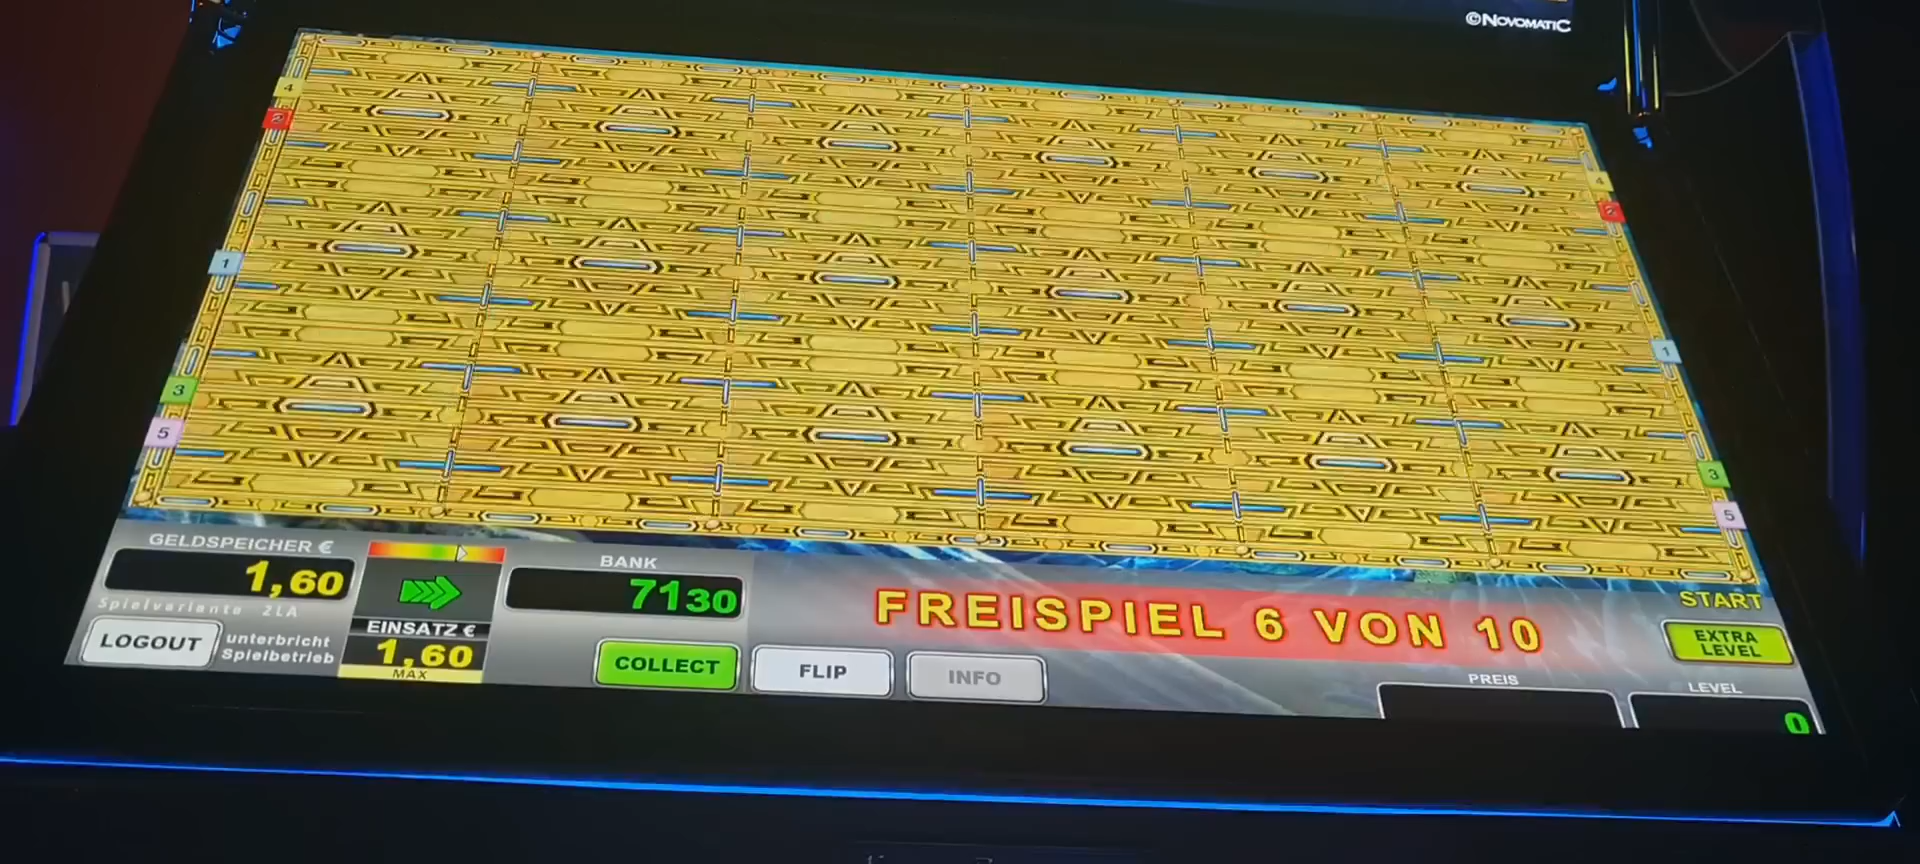 ©NOVOMATIC
4
2
1
3
5
4
2
1
3
5
GELDSPEICHER €
1,60
Spielvariante 2LA
LOGOUT
unterbricht
Spielbetrieb
EINSATZ €
1,60
MAX
BANK
7130
COLLECT
FLIP
INFO
FREISPIEL 6 VON 10
START
EXTRA
LEVEL
PREIS
LEVEL
0